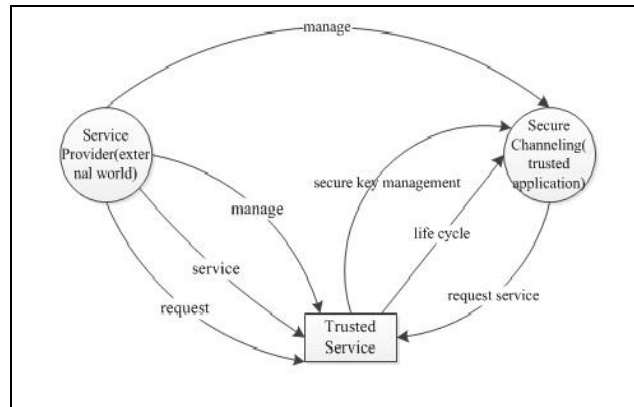 manage
Service
Provider(exter
nal world)
Secure
Channeling(
trusted
application)
secure key management
manage
life cycle
service
request service
request
Trusted
Service